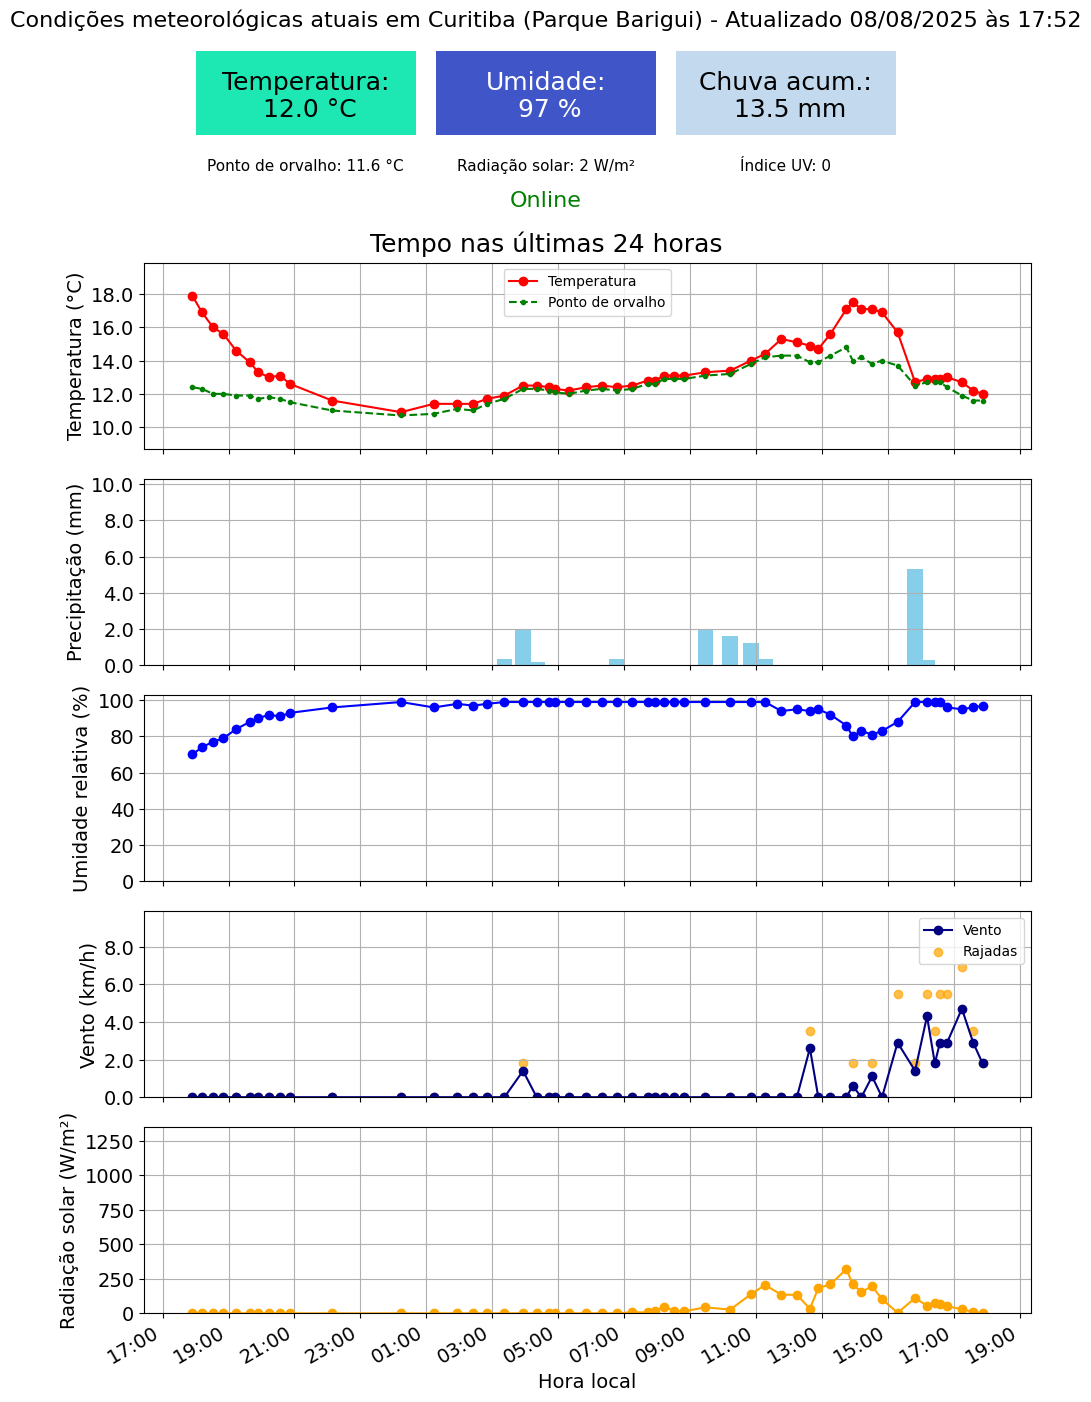 Condições meteorológicas atuais em Curitiba (Parque Barigui) - Atualizado 08/08/2025 às 17:52
Temperatura:
12.0 °C
Umidade:
97 %
Chuva acum.:
13.5 mm
Ponto de orvalho: 11.6 °C
Radiação solar: 2 W/m²
Índice UV: 0
Online
Tempo nas últimas 24 horas
Temperatura (°C)
18.0
16.0
14.0
12.0
10.0
Temperatura
Ponto de orvalho
Precipitação (mm)
10.0
8.0
6.0
4.0
2.0
0.0
Umidade relativa (%)
100
80
60
40
20
0
Vento (km/h)
8.0
6.0
4.0
2.0
0.0
Vento
Rajadas
Radiação solar (W/m²)
1250
1000
750
500
250
0
17:00
19:00
21:00
23:00
01:00
03:00
05:00
07:00
09:00
11:00
13:00
15:00
17:00
19:00
Hora local